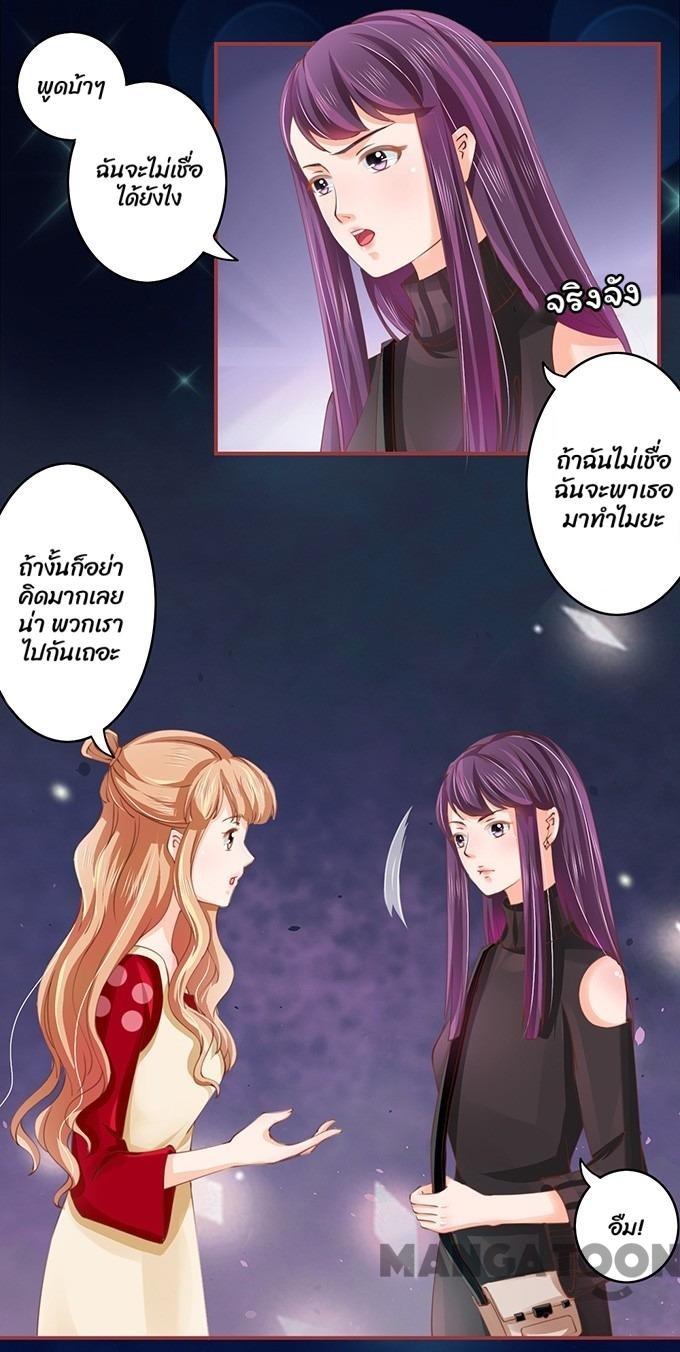 พูดบ้าๆ
ฉันจะไม่เชื่อ
ได้ยังไง
จริงจัง
ถ้าฉันไม่เชื่อ
ฉันจะพาเธอ
มาทำไมยะ
ถ้างั้นก็อย่า
คิดมากเลย
น่า พวกเรา
ไปกันเถอะ
อืม!
MANGATOON